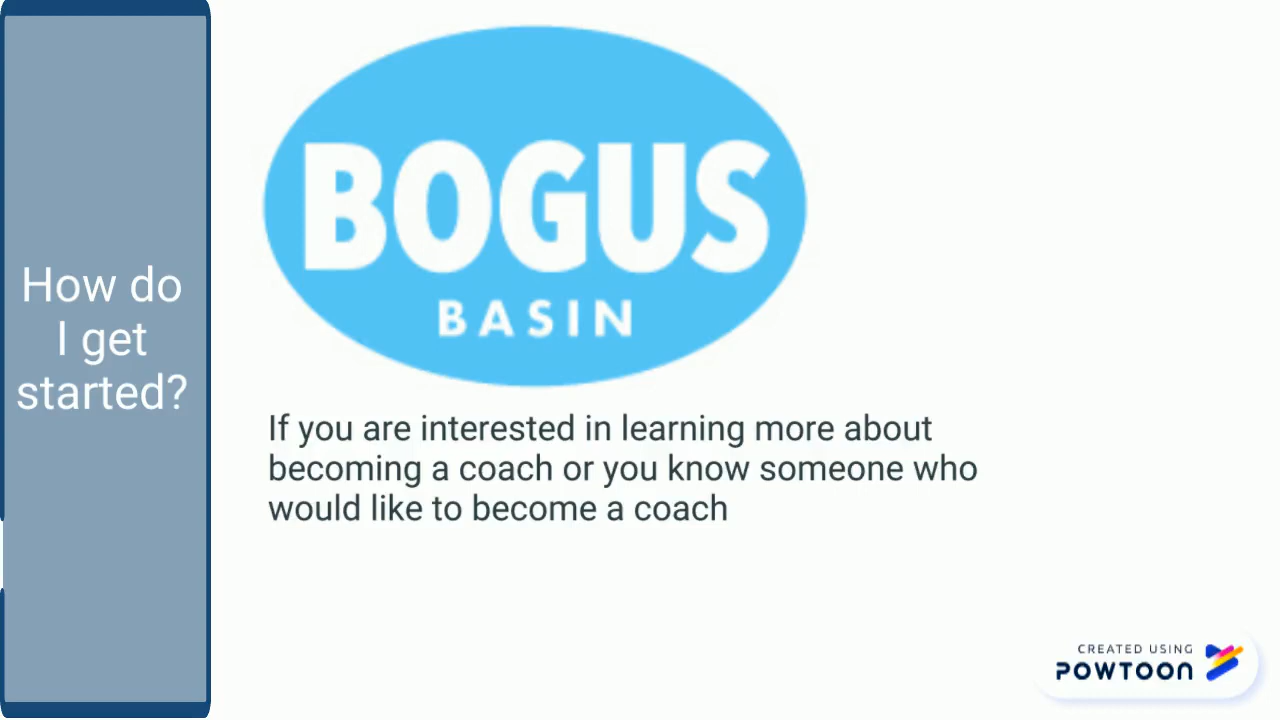 How do
I get
started?
BOGUS
BASIN
If you are interested in learning more about
becoming a coach or you know someone who
would like to become a coach
CREATED USING
POWTOON